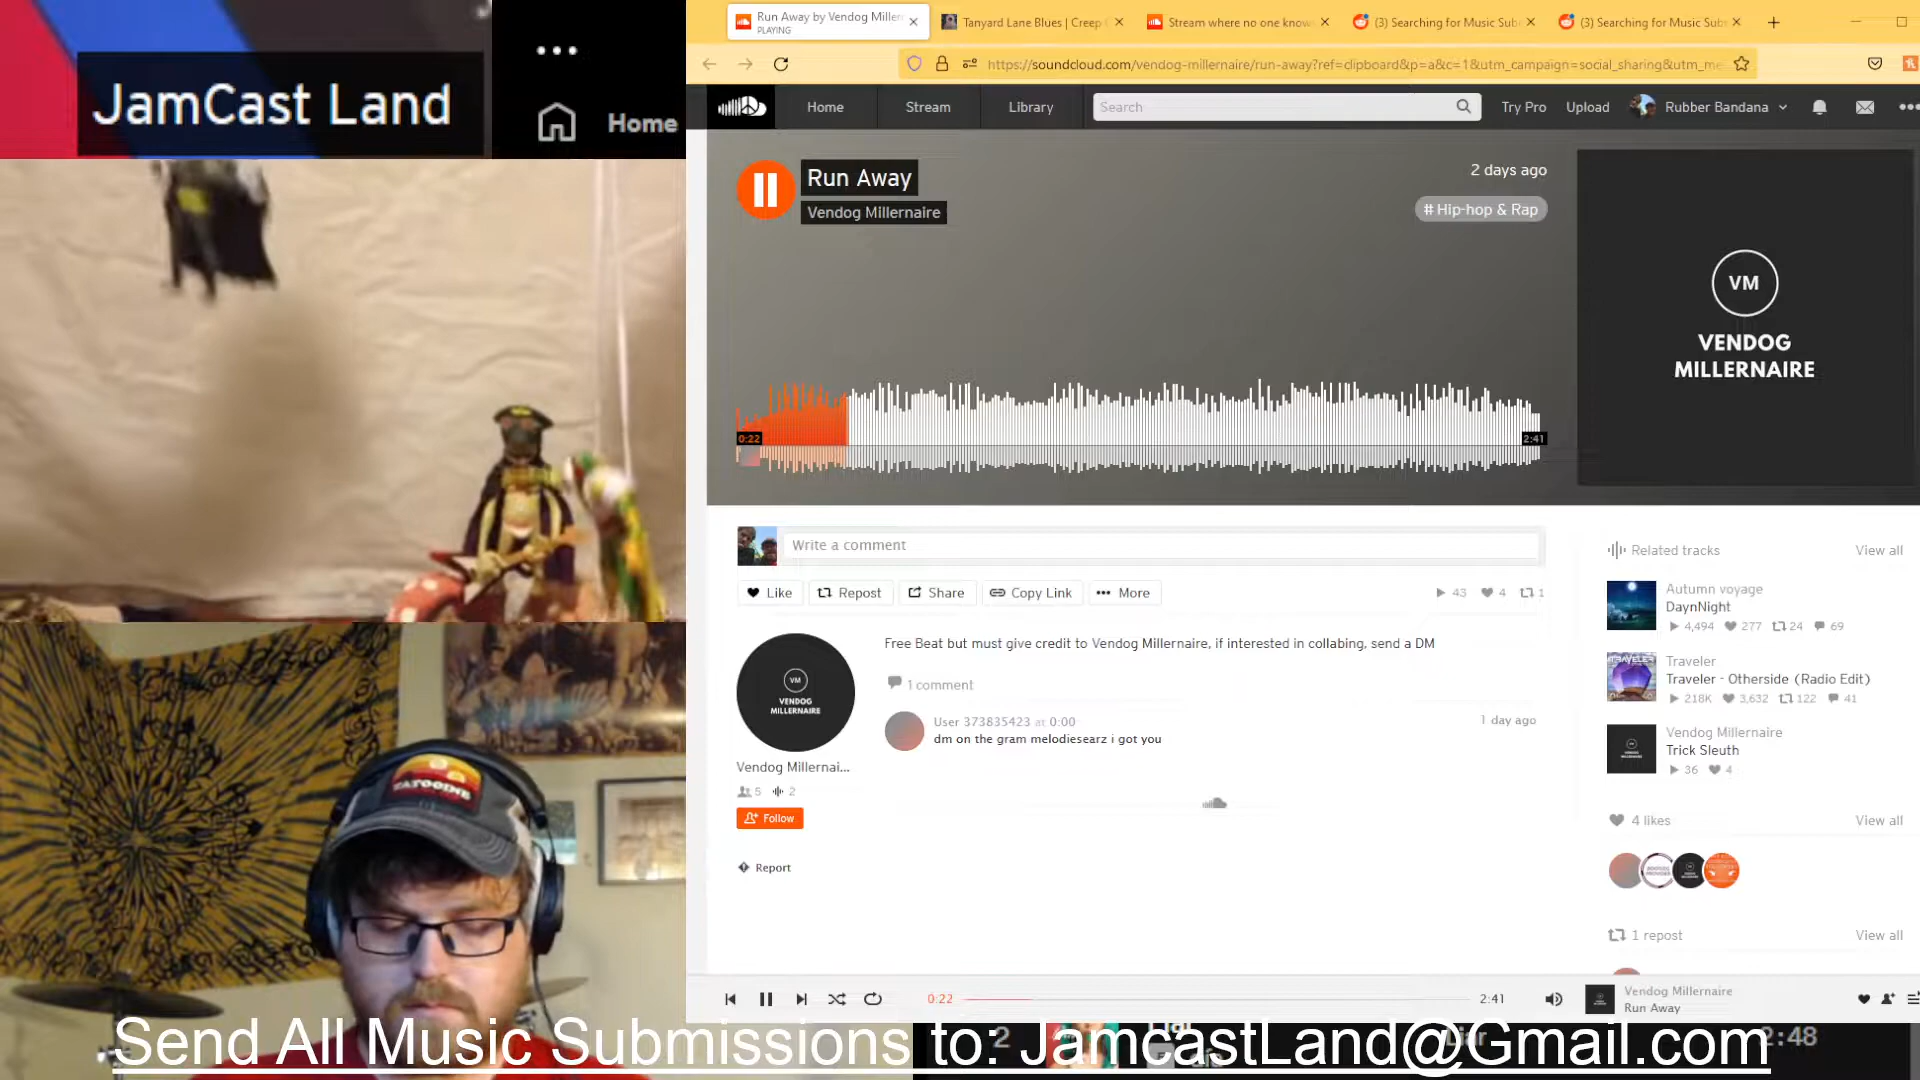 JamCast Land
Home
Run Away by Vendog Millen
PLAYING
Tanyard Lane Blues | Creep
Stream where no one know
(3) Searching for Music Sub
(3) Searching for Music Sub
https://soundcloud.com/vendog-millernaire/run-away?ref=clipboard&p=a&c=1&utm_campaign=social_sharing&utm_me
Home
Stream
Library
Search
Try Pro
Upload
Rubber Bandana
Run Away
Vendog Millernaire
2 days ago
# Hip-hop & Rap
VM
VENDOG
MILLERNAIRE
0:22
2:41
Write a comment
Like
Repost
Share
Copy Link
More
43
4
1
Free Beat but must give credit to Vendog Millernaire, if interested in collabing, send a DM
1 comment
User 373835423 at 0:00
1 day ago
dm on the gram melodiesearz i got you
VM
VENDOG
MILLERNAIRE
Vendog Millernai...
5
2
Follow
Report
Related tracks
View all
Autumn voyage
DaynNight
4,494
277
24
69
Traveler
Traveler - Otherside (Radio Edit)
218K
3,632
122
41
Vendog Millernaire
Trick Sleuth
36
4
4 likes
View all
1 repost
View all
0:22
2:41
Vendog Millernaire
Run Away
Send All Music Submissions to: JamcastLand@Gmail.com
2
Liar
2:48